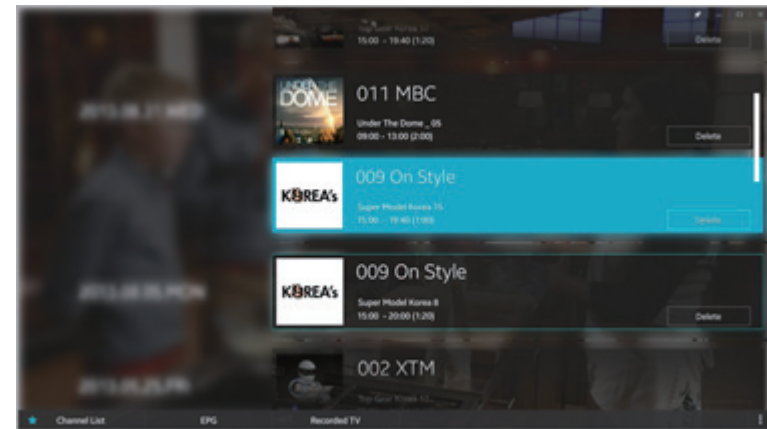 15:00 - 19:40 (1:20)
Delete
UNDER THE
DOME
011 MBC
Under The Dome _ 05
09:00 - 13:00 (2:00)
Delete
KOREA's
009 On Style
Super Model Korea 15
15:00 - 19:40 (1:00)
Delete
KOREA's
009 On Style
Super Model Korea 8
15:00 - 20:00 (1:20)
Delete
002 XTM
Channel List
EPG
Recorded TV